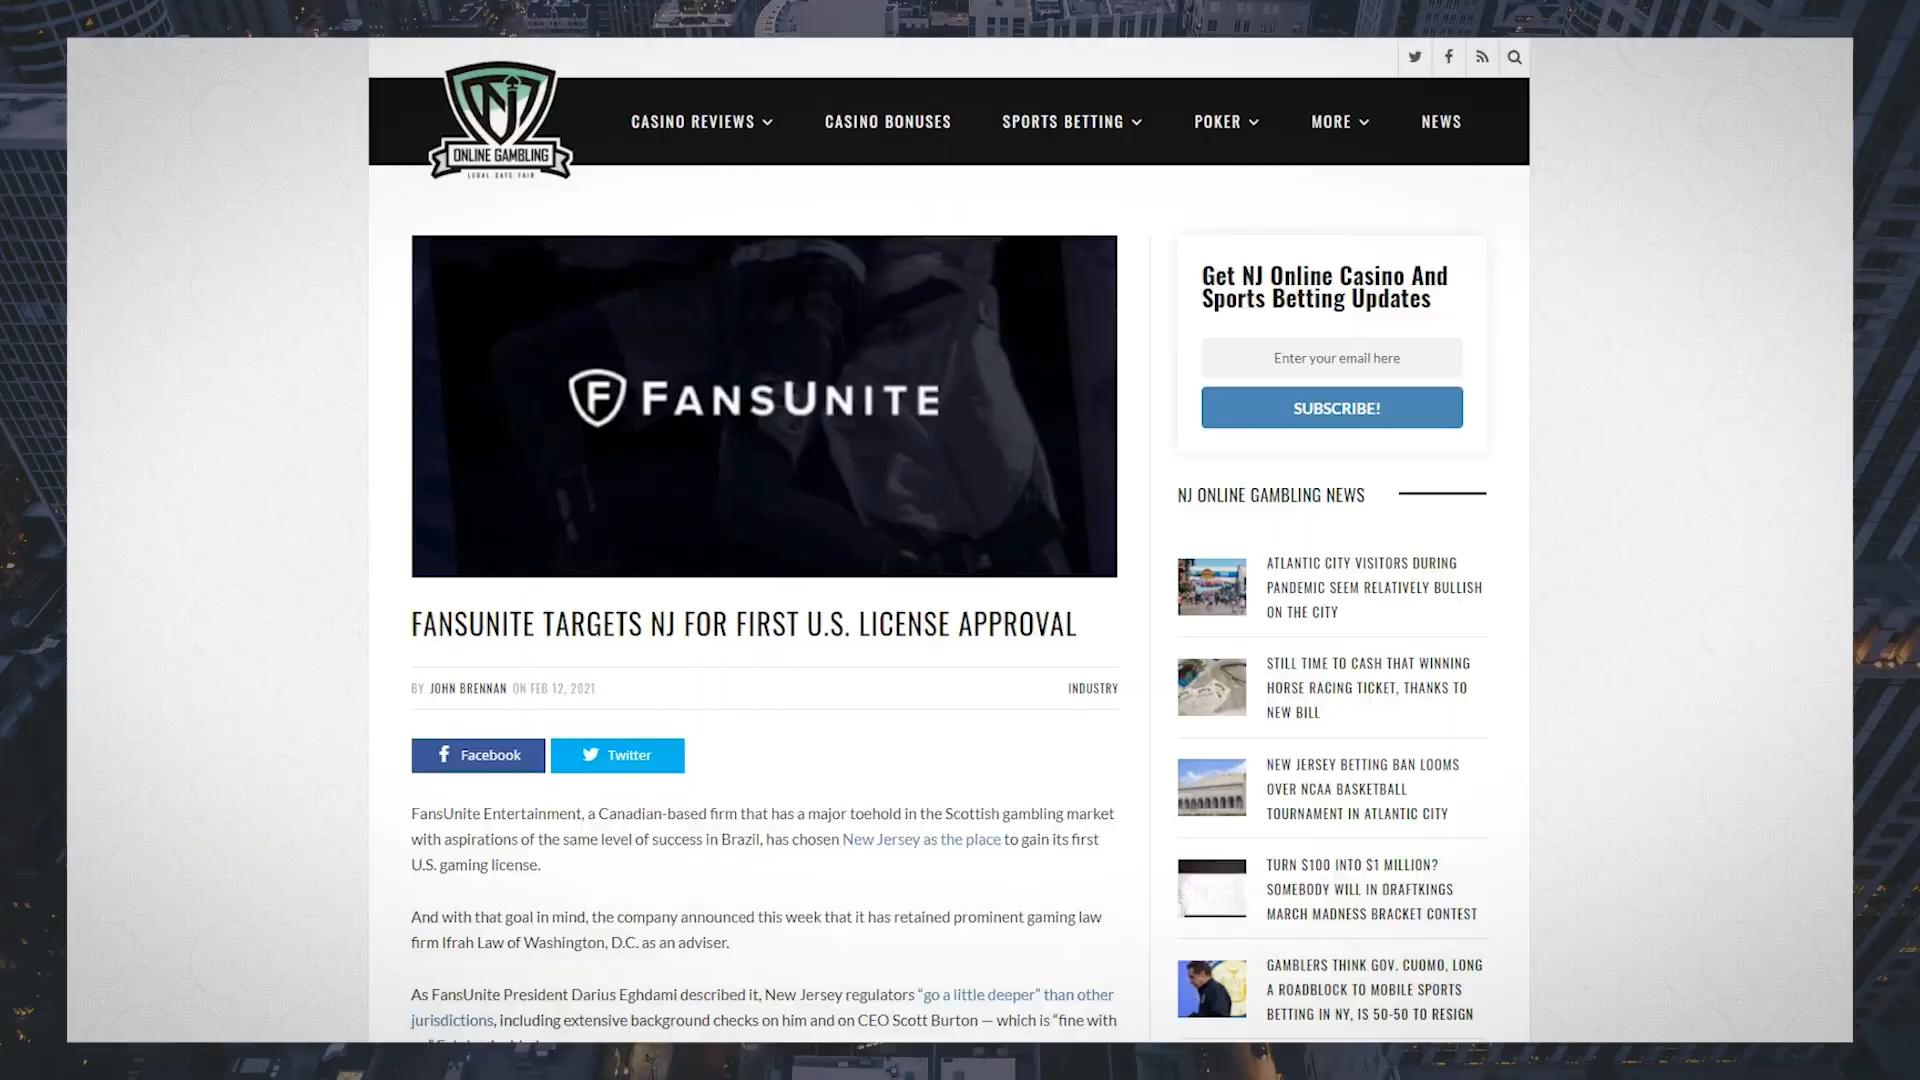 NJ
ONLINE GAMBLING
LEGAL. SAFE. FAIR
CASINO REVIEWS
CASINO BONUSES
SPORTS BETTING
POKER
MORE
NEWS
F FANSUNITE
FANSUNITE TARGETS NJ FOR FIRST U.S. LICENSE APPROVAL
BY JOHN BRENNAN ON FEB 12, 2021
INDUSTRY
Facebook
Twitter
FansUnite Entertainment, a Canadian-based firm that has a major toehold in the Scottish gambling market
with aspirations of the same level of success in Brazil, has chosen New Jersey as the place to gain its first
U.S. gaming license.
And with that goal in mind, the company announced this week that it has retained prominent gaming law
firm Ifrah Law of Washington, D.C. as an adviser.
As FansUnite President Darius Eghdami described it, New Jersey regulators “go a little deeper” than other
jurisdictions, including extensive background checks on him and on CEO Scott Burton — which is “fine with
Get NJ Online Casino And
Sports Betting Updates
Enter your email here
SUBSCRIBE!
NJ ONLINE GAMBLING NEWS
ATLANTIC CITY VISITORS DURING
PANDEMIC SEEM RELATIVELY BULLISH
ON THE CITY
STILL TIME TO CASH THAT WINNING
HORSE RACING TICKET, THANKS TO
NEW BILL
NEW JERSEY BETTING BAN LOOMS
OVER NCAA BASKETBALL
TOURNAMENT IN ATLANTIC CITY
TURN $100 INTO $1 MILLION?
SOMEBODY WILL IN DRAFTKINGS
MARCH MADNESS BRACKET CONTEST
GAMBLERS THINK GOV. CUOMO, LONG
A ROADBLOCK TO MOBILE SPORTS
BETTING IN NY, IS 50-50 TO RESIGN